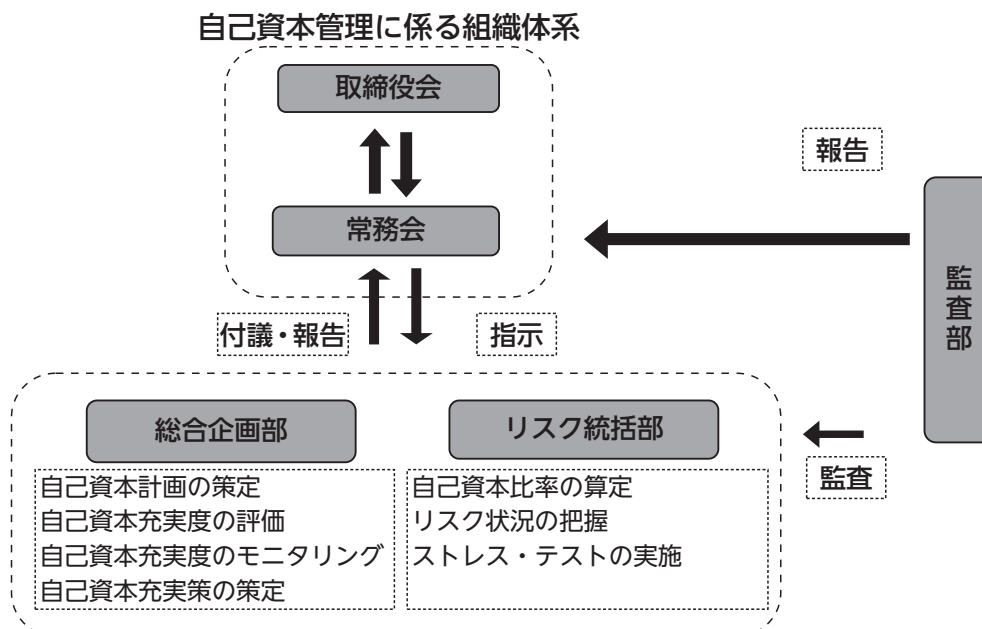 自己資本管理に係る組織体系
取締役会
報告
常務会
監査部
付議・報告
指示
総合企画部
リスク統括部
監査
自己資本計画の策定
自己資本充実度の評価
自己資本充実度のモニタリング
自己資本充実策の策定
自己資本比率の算定
リスク状況の把握
ストレス・テストの実施